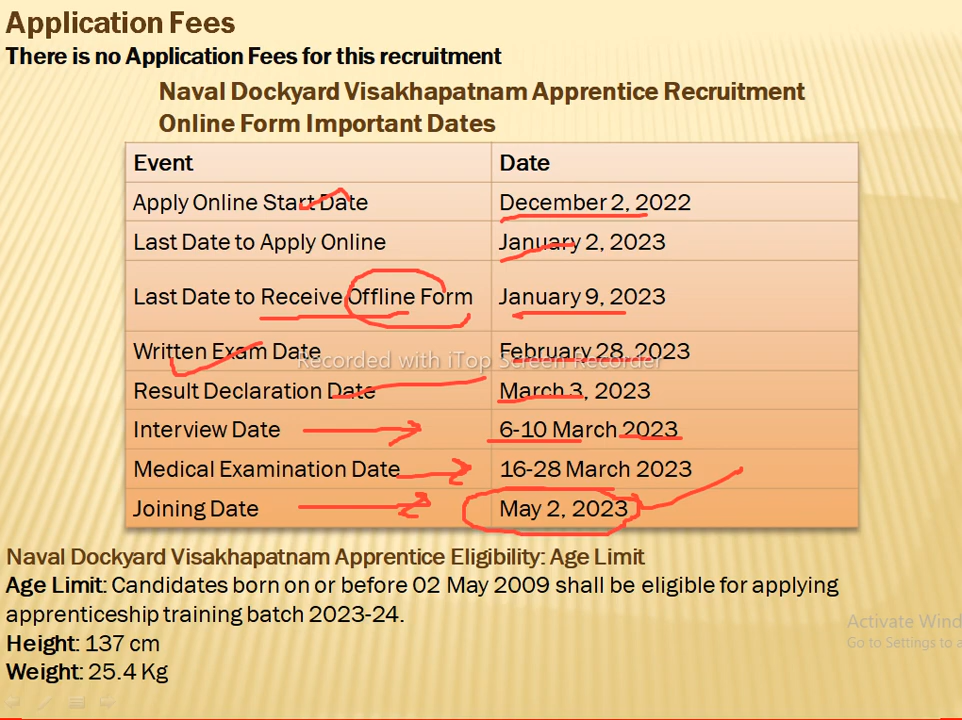 Application Fees
There is no Application Fees for this recruitment
Naval Dockyard Visakhapatnam Apprentice Recruitment
Online Form Important Dates
Event Date
Apply Online Start Date December 2, 2022
Last Date to Apply Online January 2, 2023
Last Date to Receive Offline Form January 9, 2023
Written Exam Date February 28, 2023
Recorded with iTop Screen Recorder
Result Declaration Date March 3, 2023
Interview Date 6-10 March 2023
Medical Examination Date 16-28 March 2023
Joining Date May 2, 2023
Naval Dockyard Visakhapatnam Apprentice Eligibility: Age Limit
Age Limit: Candidates born on or before 02 May 2009 shall be eligible for applying
apprenticeship training batch 2023-24.
Activate Wind
Height: 137 cm
Go to Settings to a
Weight: 25.4 Kg